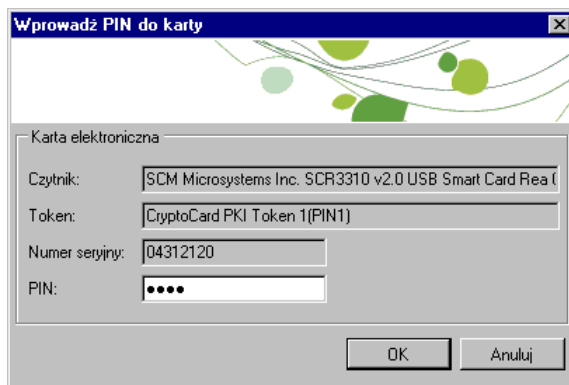 Wprowadź PIN do karty
Karta elektroniczna
Czytnik: SCM Microsystems Inc. SCR3310 v2.0 USB Smart Card Rea
Token: CryptoCard PKI Token 1(PIN1)
Numer seryjny: 04312120
PIN: ••••
OK Anuluj